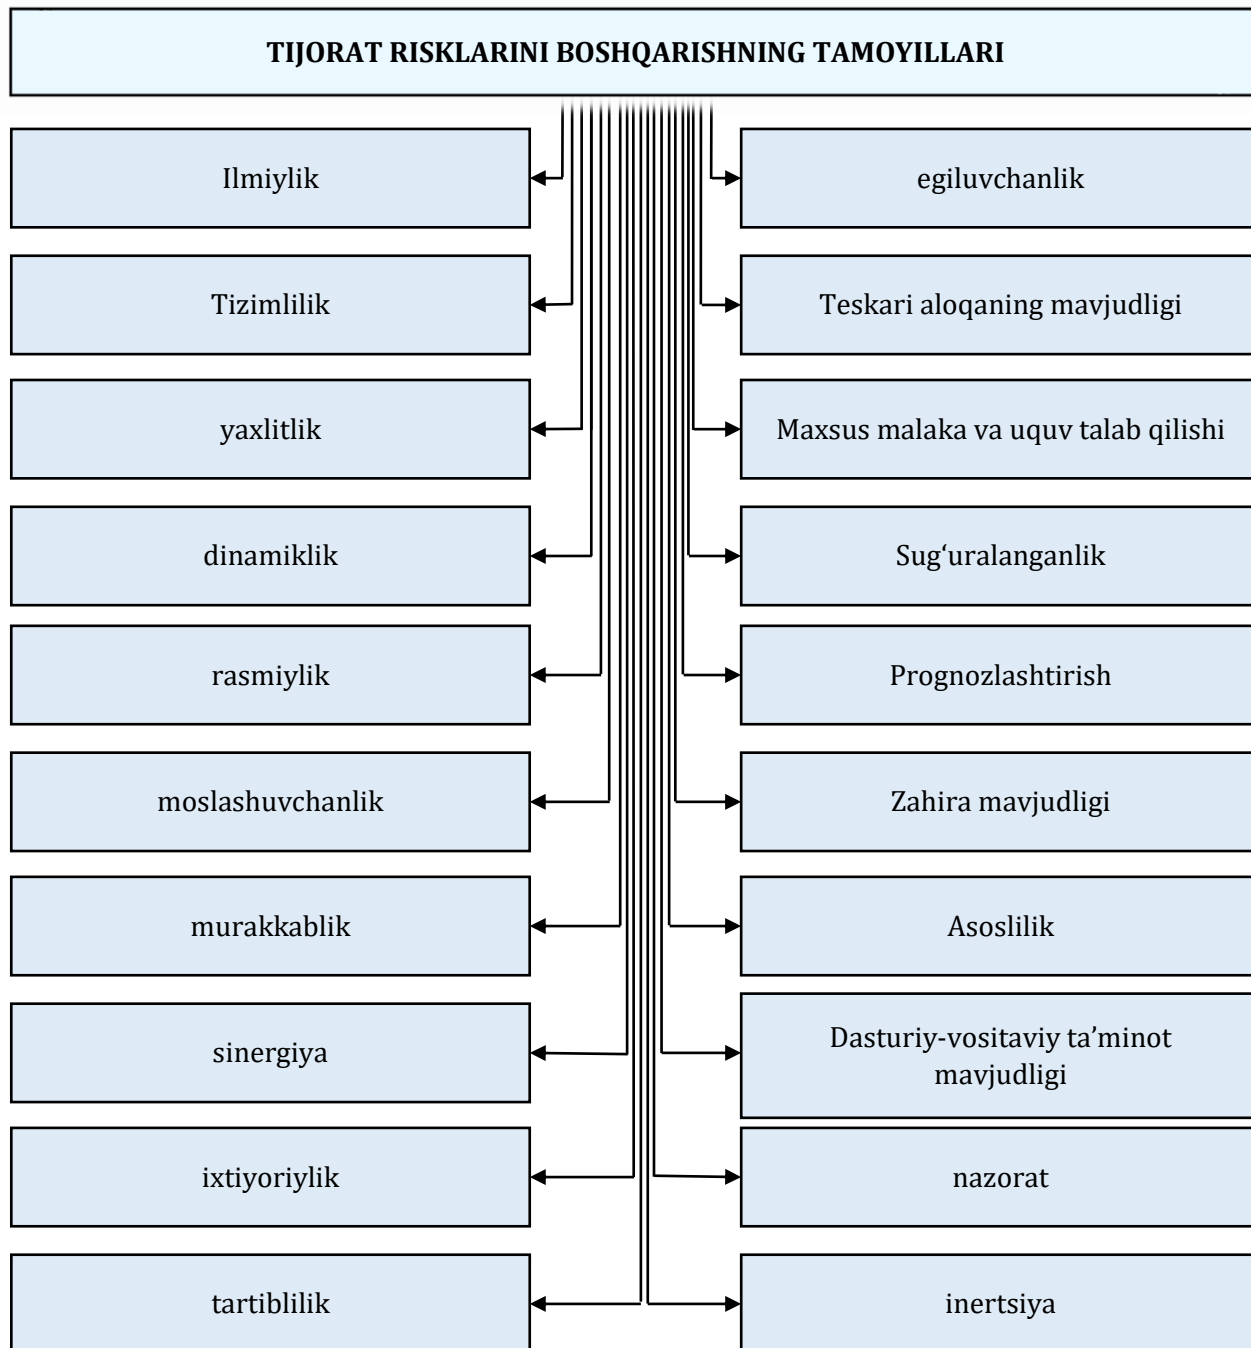 TIJORAT RISKLARINI BOSHQARISHNING TAMOYILLARI
Ilmiylik
Tizimlilik
yaxlitlik
dinamiklik
rasmiylik
moslashuvchanlik
murakkablik
sinergiya
ixtiyoriylik
tartiblilik
egiluvchanlik
Teskari aloqaning mavjudligi
Maxsus malaka va uquv talab qilishi
Sug‘uralanganlik
Prognozlashtirish
Zahira mavjudligi
Asoslilik
Dasturiy-vositaviy ta’minot
mavjudligi
nazorat
inertsiya